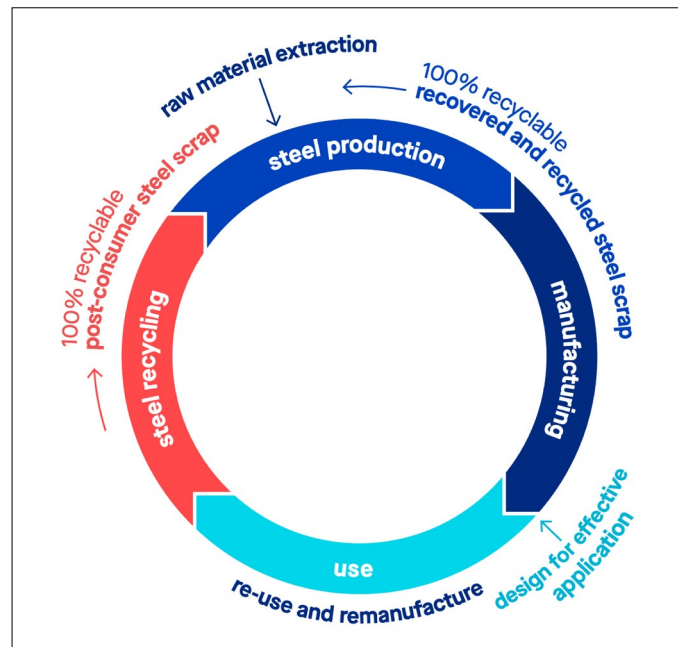 raw material extraction
100% recyclable
recovered and recycled steel scrap
steel production
100% recyclable
post-consumer steel scrap
manufacturing
steel recycling
design for effective
application
use
re-use and remanufacture